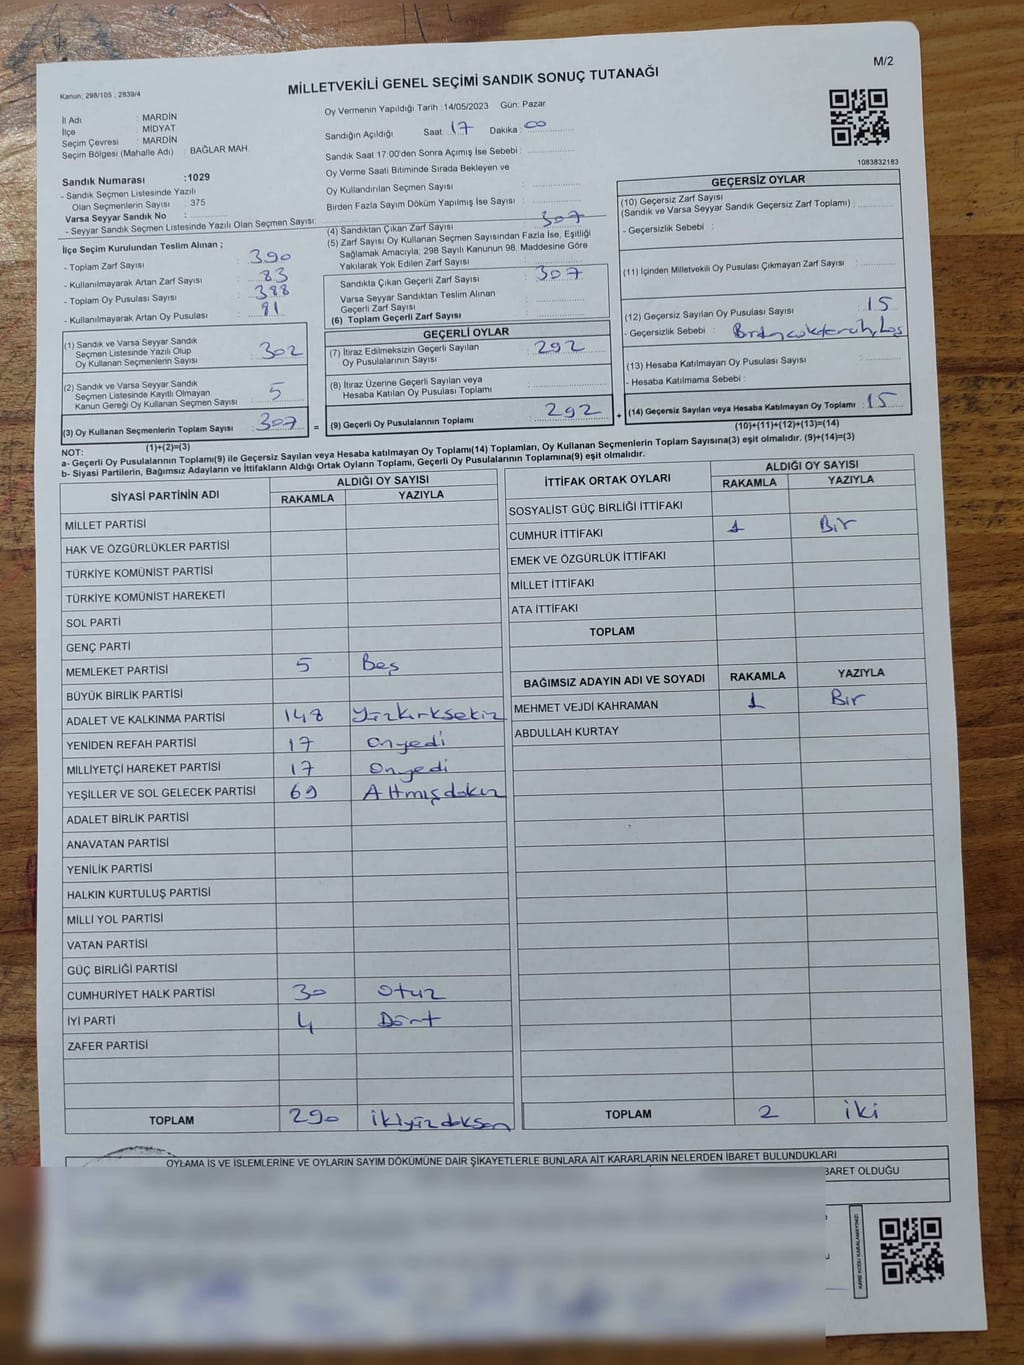 M/2
Kanun, 298/105 , 2839/4
MİLLETVEKİLİ GENEL SEÇİMİ SANDIK SONUÇ TUTANAĞI
İl Adı : MARDİN
İlçe : MİDYAT
Seçim Çevresi : MARDİN
Seçim Bölgesi (Mahalle Adı) : BAĞLAR MAH.
Sandık Numarası :1029
- Sandık Seçmen Listesinde Yazılı
Olan Seçmenlerin Sayısı : 375
Varsa Seyyar Sandık No :
- Seyyar Sandık Seçmen Listesinde Yazılı Olan Seçmen Sayısı:
Oy Vermenin Yapıldığı Tarih :14/05/2023 Gün: Pazar
Sandığın Açıldığı Saat: 17 Dakika : 00
Sandık Saat 17:00'den Sonra Açımış İse Sebebi :
Oy Verme Saati Bitiminde Sırada Bekleyen ve
Oy Kullandırılan Seçmen Sayısı :
Birden Fazla Sayım Döküm Yapılmış İse Sayısı :
1083832183
İlçe Seçim Kurulundan Teslim Alınan ;
- Toplam Zarf Sayısı : 390
- Kullanılmayarak Artan Zarf Sayısı : 83
- Toplam Oy Pusulası Sayısı : 388
- Kullanılmayarak Artan Oy Pusulası : 81
(1) Sandık ve Varsa Seyyar Sandık
Seçmen Listesinde Yazılı Olup
Oy Kullanan Seçmenlerin Sayısı : 302
(2) Sandık ve Varsa Seyyar Sandık
Seçmen Listesinde Kayıtlı Olmayan
Kanun Gereği Oy Kullanan Seçmen Sayısı : 5
(3) Oy Kullanan Seçmenlerin Toplam Sayısı : 307 =
(1)+(2)=(3)
(4) Sandıktan Çıkan Zarf Sayısı : 307
(5) Zarf Sayısı Oy Kullanan Seçmen Sayısından Fazla İse, Eşitliği
Sağlamak Amacıyla, 298 Sayılı Kanunun 98. Maddesine Göre
Yakılarak Yok Edilen Zarf Sayısı :
Sandıkta Çıkan Geçerli Zarf Sayısı : 307
Varsa Seyyar Sandıktan Teslim Alınan
Geçerli Zarf Sayısı :
(6) Toplam Geçerli Zarf Sayısı :
GEÇERLİ OYLAR
(7) İtiraz Edilmeksizin Geçerli Sayılan
Oy Pusulalarının Sayısı : 292
(8) İtiraz Üzerine Geçerli Sayılan veya
Hesaba Katılan Oy Pusulası Toplamı :
(9) Geçerli Oy Pusulalarının Toplamı : 292 +
GEÇERSİZ OYLAR
(10) Geçersiz Zarf Sayısı
(Sandık ve Varsa Seyyar Sandık Geçersiz Zarf Toplamı) :
- Geçersizlik Sebebi :
(11) İçinden Milletvekili Oy Pusulası Çıkmayan Zarf Sayısı :
(12) Geçersiz Sayılan Oy Pusulası Sayısı : 15
- Geçersizlik Sebebi :
(13) Hesaba Katılmayan Oy Pusulası Sayısı :
- Hesaba Katılmama Sebebi :
(14) Geçersiz Sayılan veya Hesaba Katılmayan Oy Toplamı : 15
(10)+(11)+(12)+(13)=(14)
NOT:
a- Geçerli Oy Pusulalarının Toplamı(9) ile Geçersiz Sayılan veya Hesaba katılmayan Oy Toplamı(14) Toplamları, Oy Kullanan Seçmenlerin Toplam Sayısına(3) eşit olmalıdır. (9)+(14)=(3)
b- Siyasi Partilerin, Bağımsız Adayların ve İttifakların Aldığı Ortak Oyların Toplamı, Geçerli Oy Pusulalarının Toplamına(9) eşit olmalıdır.
SİYASİ PARTİNİN ADI ALDIĞI OY SAYISI
RAKAMLA YAZIYLA
MİLLET PARTİSİ
HAK VE ÖZGÜRLÜKLER PARTİSİ
TÜRKİYE KOMÜNİST PARTİSİ
TÜRKİYE KOMÜNİST HAREKETİ
SOL PARTİ
GENÇ PARTİ
MEMLEKET PARTİSİ 5 Beş
BÜYÜK BİRLİK PARTİSİ
ADALET VE KALKINMA PARTİSİ 148 Yüzkırksekiz
YENİDEN REFAH PARTİSİ 17 Onyedi
MİLLİYETÇİ HAREKET PARTİSİ 17 Onyedi
YEŞİLLER VE SOL GELECEK PARTİSİ 69 Altmışdokuz
ADALET BİRLİK PARTİSİ
ANAVATAN PARTİSİ
YENİLİK PARTİSİ
HALKIN KURTULUŞ PARTİSİ
MİLLİ YOL PARTİSİ
VATAN PARTİSİ
GÜÇ BİRLİĞİ PARTİSİ
CUMHURİYET HALK PARTİSİ 30 Otuz
İYİ PARTİ 4 Dört
ZAFER PARTİSİ
TOPLAM 290 ikiyüzdoksan
İTTİFAK ORTAK OYLARI ALDIĞI OY SAYISI
RAKAMLA YAZIYLA
SOSYALİST GÜÇ BİRLİĞİ İTTİFAKI
CUMHUR İTTİFAKI 1 Bir
EMEK VE ÖZGÜRLÜK İTTİFAKI
MİLLET İTTİFAKI
ATA İTTİFAKI
TOPLAM
BAĞIMSIZ ADAYIN ADI VE SOYADI RAKAMLA YAZIYLA
MEHMET VEJDİ KAHRAMAN 1 Bir
ABDULLAH KURTAY
TOPLAM 2 iki
OYLAMA İŞ VE İŞLEMLERİNE VE OYLARIN SAYIM DÖKÜMÜNE DAİR ŞİKAYETLERLE BUNLARA AİT KARARLARIN NELERDEN İBARET BULUNDUKLARI
BARET OLDUĞU
KARE KODU KARALAMAYINIZ!